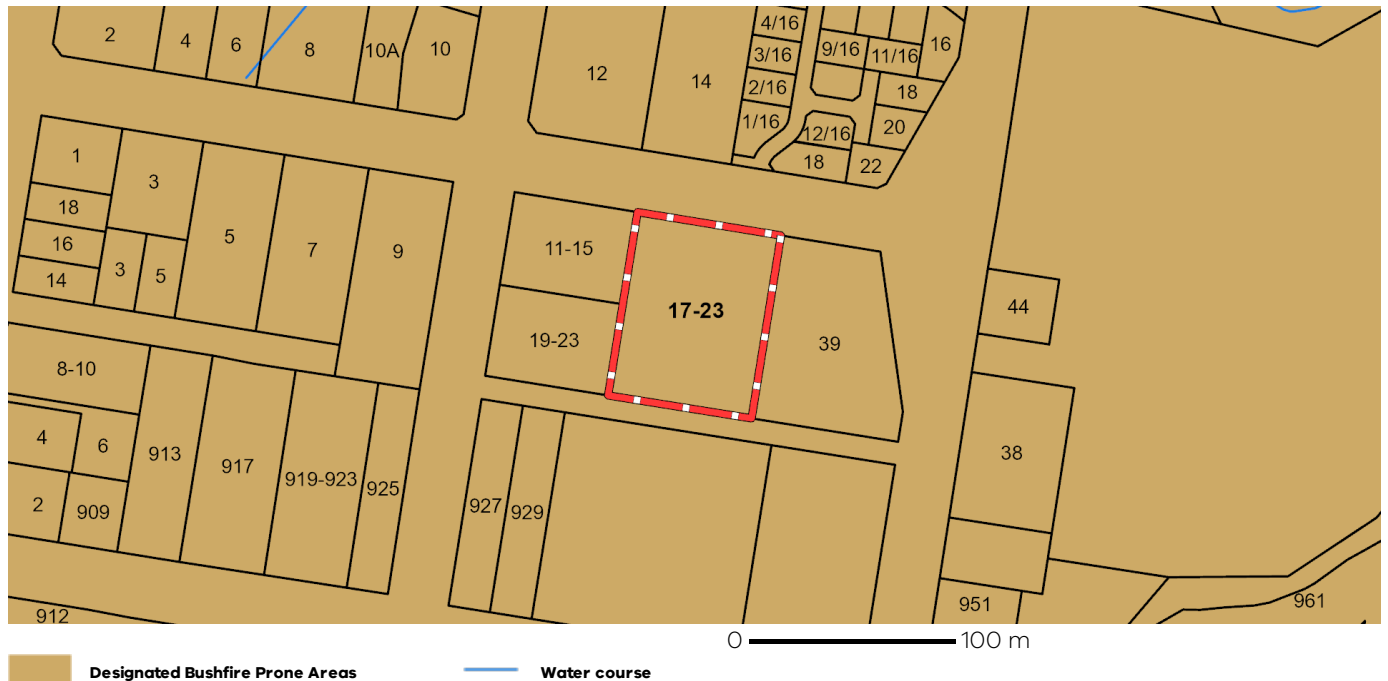 2 4 6 8 10A 10 12 14 4/16 3/16 2/16 1/16 9/16 11/16 16 18 20 12/16 18 22
1 3 18 16 14 3 5 5 7 9 11-15 17-23 19-23 39 44
8-10 4 6 2 909 913 917 919-923 925 927 929 38
912 951 961
0 100 m
Designated Bushfire Prone Areas Water course